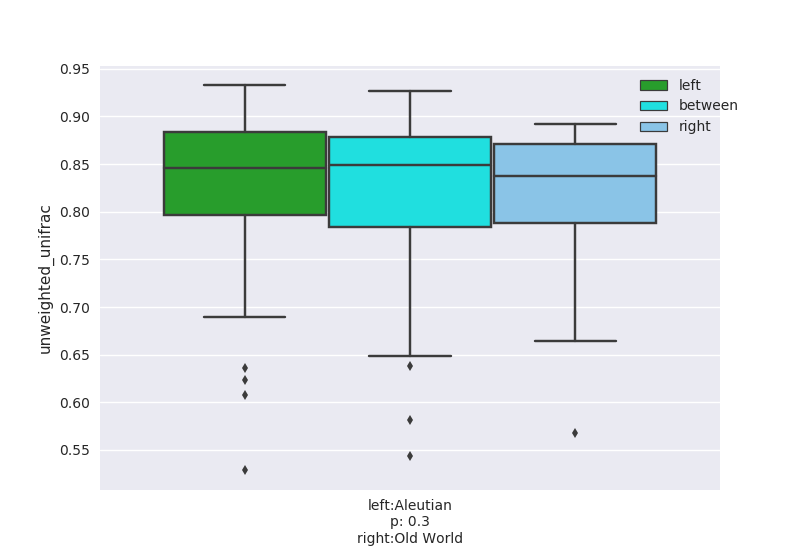 0.95
0.90
0.85
0.80
0.75
0.70
0.65
0.60
0.55
unweighted_unifrac
left
between
right
left:Aleutian
p: 0.3
right:Old World